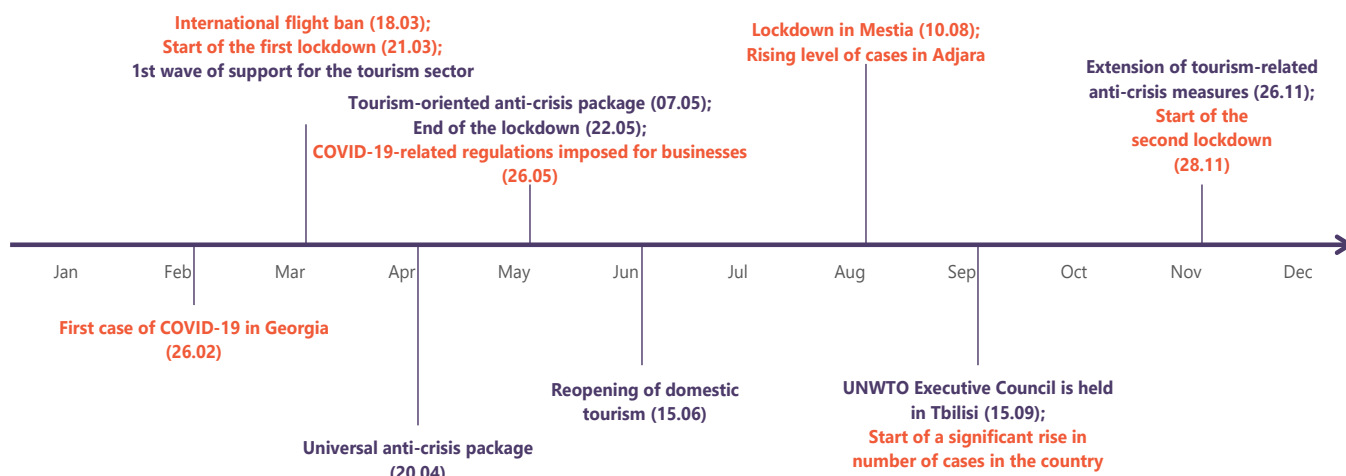 International flight ban (18.03);
Start of the first lockdown (21.03);
1st wave of support for the tourism sector
Lockdown in Mestia (10.08);
Rising level of cases in Adjara
Extension of tourism-related
anti-crisis measures (26.11);
Start of the
second lockdown
(28.11)
Tourism-oriented anti-crisis package (07.05);
End of the lockdown (22.05);
COVID-19-related regulations imposed for businesses
(26.05)
Jan Feb Mar Apr May Jun Jul Aug Sep Oct Nov Dec
First case of COVID-19 in Georgia
(26.02)
Reopening of domestic
tourism (15.06)
UNWTO Executive Council is held
in Tbilisi (15.09);
Start of a significant rise in
number of cases in the country
Universal anti-crisis package
(20.04)